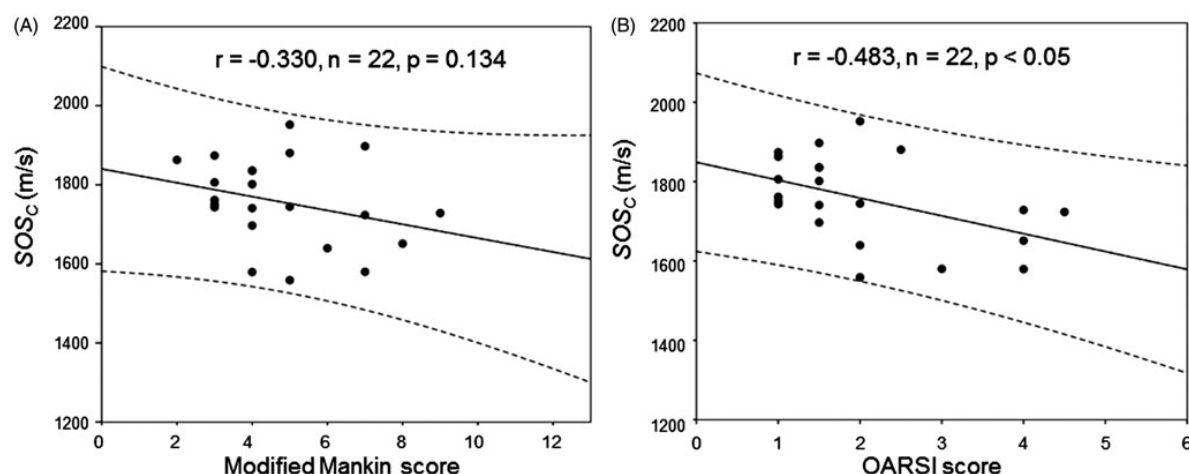 (A)
r = -0.330, n = 22, p = 0.134
SOS_C (m/s)
2200
2000
1800
1600
1400
1200
0 2 4 6 8 10 12
Modified Mankin score
(B)
r = -0.483, n = 22, p < 0.05
SOS_C (m/s)
2200
2000
1800
1600
1400
1200
0 1 2 3 4 5 6
OARSI score